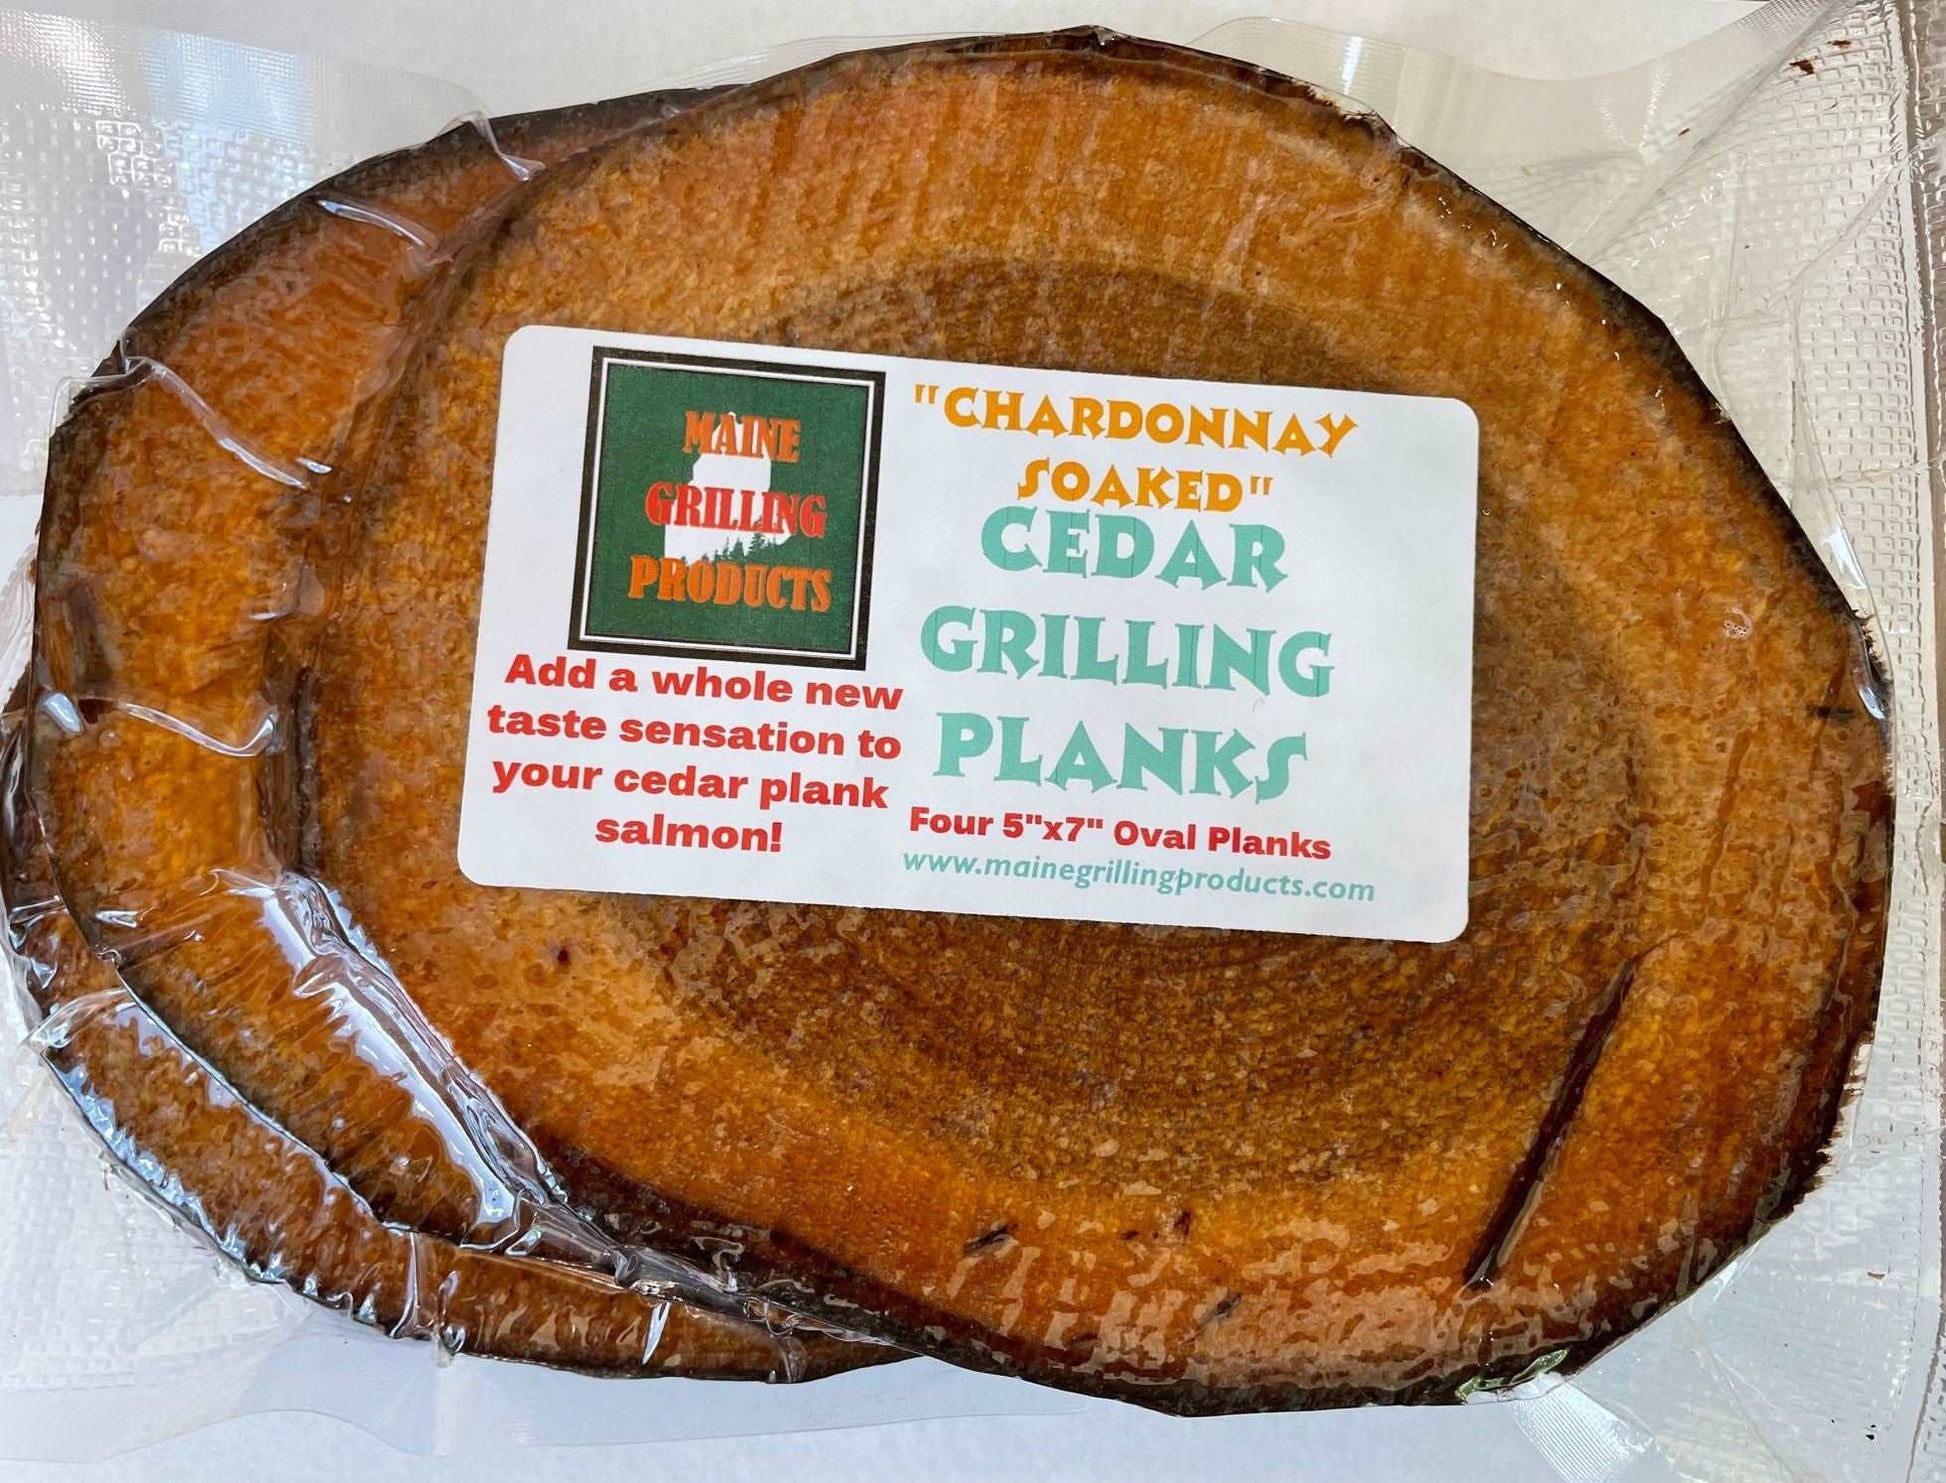 MAINE
GRILLING
PRODUCTS
Add a whole new
taste sensation to
your cedar plank
salmon!
"CHARDONNAY
SOAKED"
CEDAR
GRILLING
PLANKS
Four 5"x7" Oval Planks
www.mainegrillingproducts.com